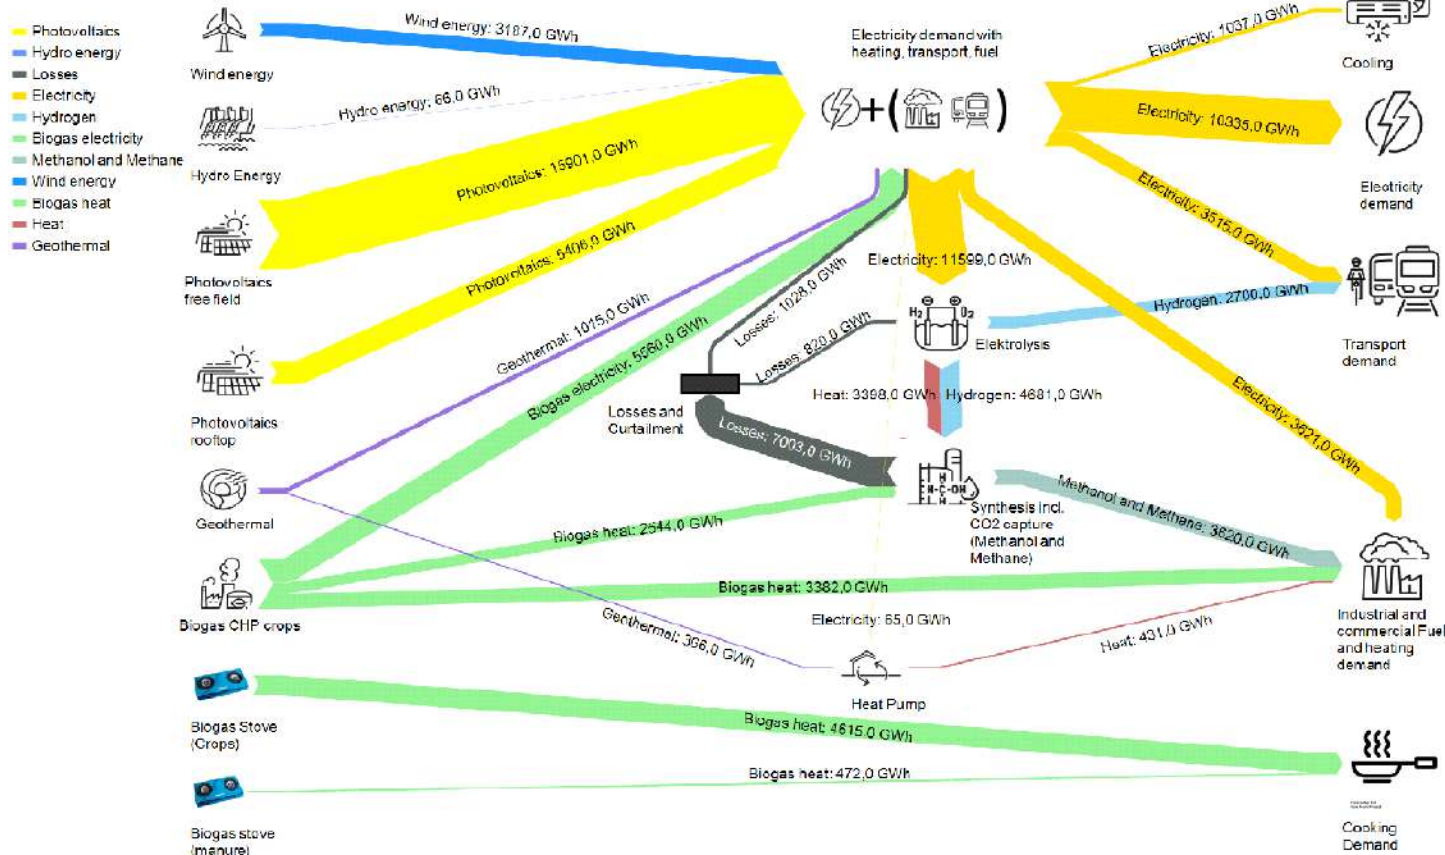 Photovoltaics
Hydro energy
Losses
Electricity
Hydrogen
Biogas electricity
Methanol and Methane
Wind energy
Biogas heat
Heat
Geothermal
Wind energy
Hydro Energy
Photovoltaics
free field
Photovoltaics
rooftop
Geothermal
Biogas CHP crops
Biogas Stove
(Crops)
Biogas stove
(manure)
Wind energy: 3187,0 GWh
Hydro energy: 66,0 GWh
Photovoltaics: 15901,0 GWh
Photovoltaics: 5406,0 GWh
Geothermal: 1015,0 GWh
Biogas electricity: 5560,0 GWh
Biogas heat: 2544,0 GWh
Biogas heat: 3382,0 GWh
Geothermal: 366,0 GWh
Biogas heat: 4615,0 GWh
Biogas heat: 472,0 GWh
Electricity demand with
heating, transport, fuel
+( )
Losses: 1028,0 GWh
Losses: 820,0 GWh
Losses and
Curtailment
Losses: 7003,0 GWh
Electricity: 11599,0 GWh
H2 O2
Elektrolysis
Heat: 3398,0 GWh
Hydrogen: 4681,0 GWh
H
H-C-OH
H
Synthesis incl.
CO2 capture
(Methanol and
Methane)
Electricity: 65,0 GWh
Heat Pump
Electricity: 1037,0 GWh
Electricity: 10335,0 GWh
Electricity: 3515,0 GWh
Hydrogen: 2700,0 GWh
Electricity: 3621,0 GWh
Methanol and Methane: 3620,0 GWh
Heat: 431,0 GWh
Cooling
Electricity
demand
Transport
demand
Industrial and
commercial Fuel
and heating
demand
Cooking
Demand